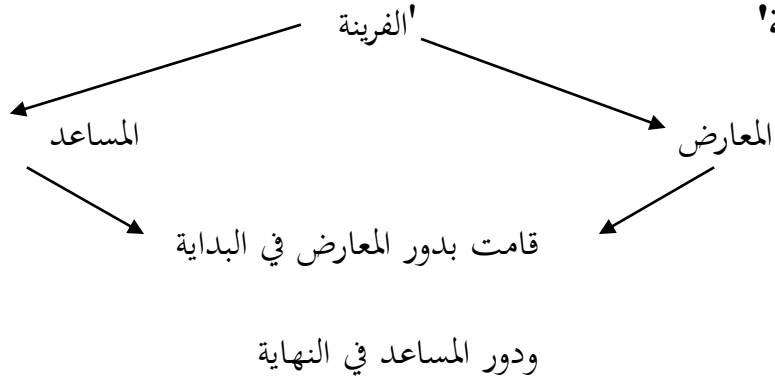 'الفرينة
المعارض
المساعد
قامت بدور المعارض في البداية
ودور المساعد في النهاية